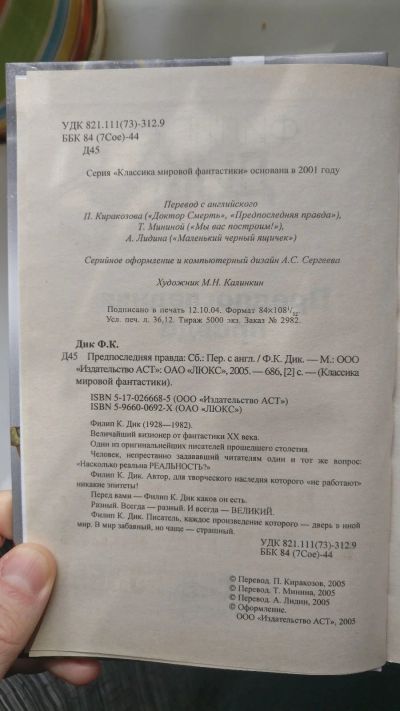 УДК 821.111(73)-312.9
ББК 84 (7Сое)-44
Д45
Серия «Классика мировой фантастики» основана в 2001 году
Перевод с английского
П. Киракозова («Доктор Смерть», «Предпоследняя правда»),
Т. Мининой («Мы вас построим!»),
А. Лидина («Маленький черный ящичек»)
Серийное оформление и компьютерный дизайн А.С. Сергеева
Художник М.Н. Калинкин
Подписано в печать 12.10.04. Формат 84×108 1/32
Усл. печ. л. 36,12. Тираж 5000 экз. Заказ № 2982.
Дик Ф.К.
Д45 Предпоследняя правда: Сб.: Пер. с англ. / Ф.К. Дик. — М.: ООО
«Издательство АСТ»: ОАО «ЛЮКС», 2005. — 686, [2] с. — (Классика
мировой фантастики).
ISBN 5-17-026668-5 (ООО «Издательство АСТ»)
ISBN 5-9660-0692-X (ОАО «ЛЮКС»)
Филип К. Дик (1928—1982).
Величайший визионер от фантастики XX века.
Один из оригинальнейших писателей прошедшего столетия.
Человек, непрестанно задававший читателям один и тот же вопрос:
«Насколько реальна РЕАЛЬНОСТЬ?»
Филип К. Дик. Автор, для творческого наследия которого «не работают»
никакие эпитеты!
Перед вами — Филип К. Дик каков он есть.
Разный. Всегда — разный. И всегда — ВЕЛИКИЙ.
Филип К. Дик. Писатель, каждое произведение которого — дверь в иной
мир. В мир забавный, но чаще — страшный.
УДК 821.111(73)-312.9
ББК 84 (7Сое)-44
© Перевод. П. Киракозов, 2005
© Перевод. Т. Минина, 2005
© Перевод. А. Лидин, 2005
© Оформление.
ООО «Издательство АСТ», 2005